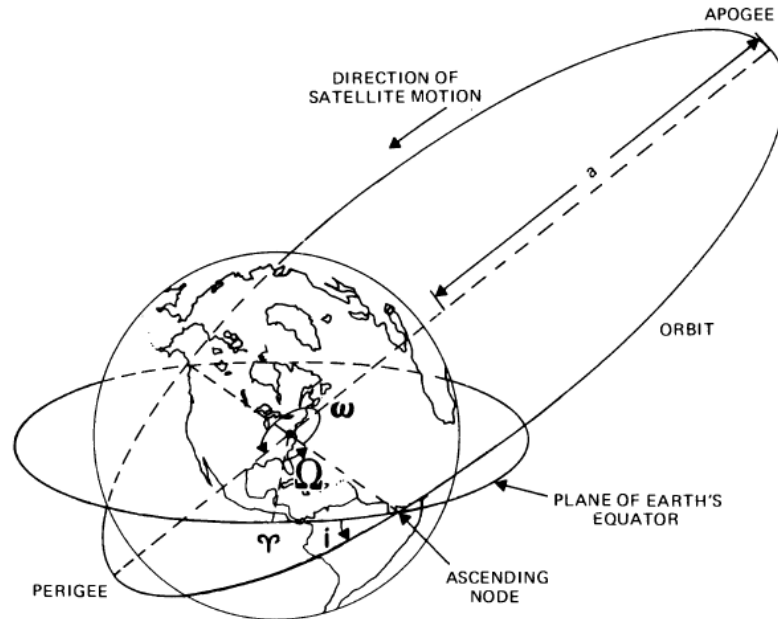 APOGEE
DIRECTION OF
SATELLITE MOTION
a
ORBIT
ω
Ω
PLANE OF EARTH'S
EQUATOR
♈
i
PERIGEE
ASCENDING
NODE